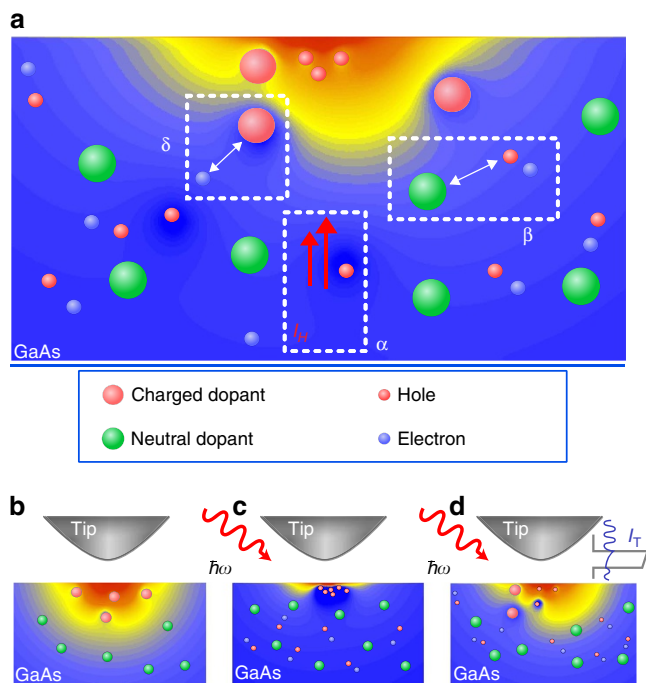 a
δ
β
I_H
α
GaAs
Charged dopant
Hole
Neutral dopant
Electron
b
c
d
Tip
Tip
Tip
I_T
ħω
ħω
GaAs
GaAs
GaAs